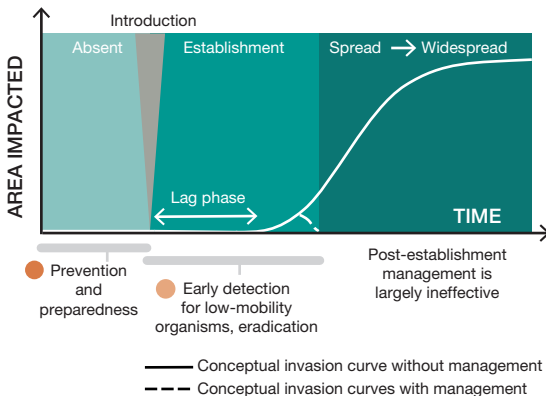 Introduction
Absent
Establishment
Spread
Widespread
AREA IMPACTED
Lag phase
TIME
Prevention
and
preparedness
Early detection
for low-mobility
organisms, eradication
Post-establishment
management is
largely ineffective
Conceptual invasion curve without management
Conceptual invasion curves with management